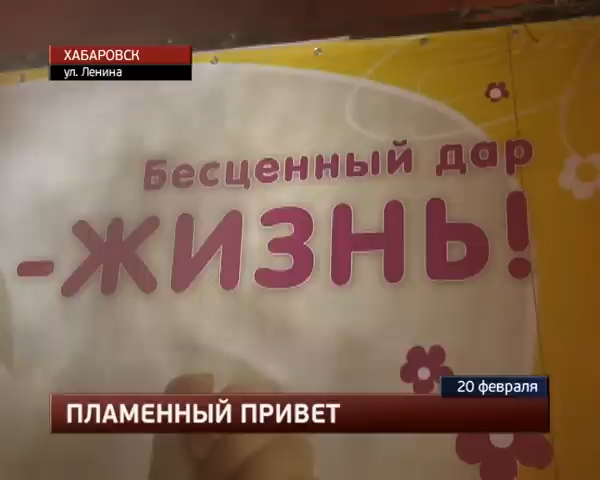 ХАБАРОВСК
ул. Ленина
Бесценный дар
-ЖИЗНЬ!
20 февраля
ПЛАМЕННЫЙ ПРИВЕТ